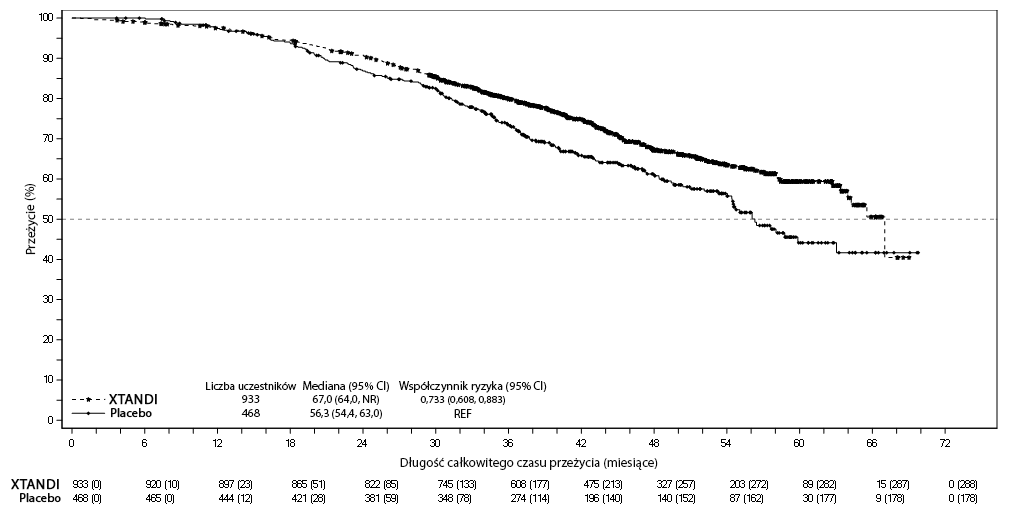 100
90
80
70
60
50
40
30
20
10
0
Przeżycie (%)
Liczba uczestników Mediana (95% CI) Współczynnik ryzyka (95% CI)
XTANDI 933 67,0 (64,0, NR) 0,733 (0,608, 0,883)
Placebo 468 56,3 (54,4, 63,0) REF
0 6 12 18 24 30 36 42 48 54 60 66 72
Długość całkowitego czasu przeżycia (miesiące)
XTANDI 933 (0) 920 (10) 897 (23) 865 (51) 822 (85) 745 (133) 608 (177) 475 (213) 327 (257) 203 (272) 89 (282) 15 (287) 0 (288)
Placebo 468 (0) 465 (0) 444 (12) 421 (28) 381 (59) 348 (78) 274 (114) 196 (140) 140 (152) 87 (162) 30 (177) 9 (178) 0 (178)